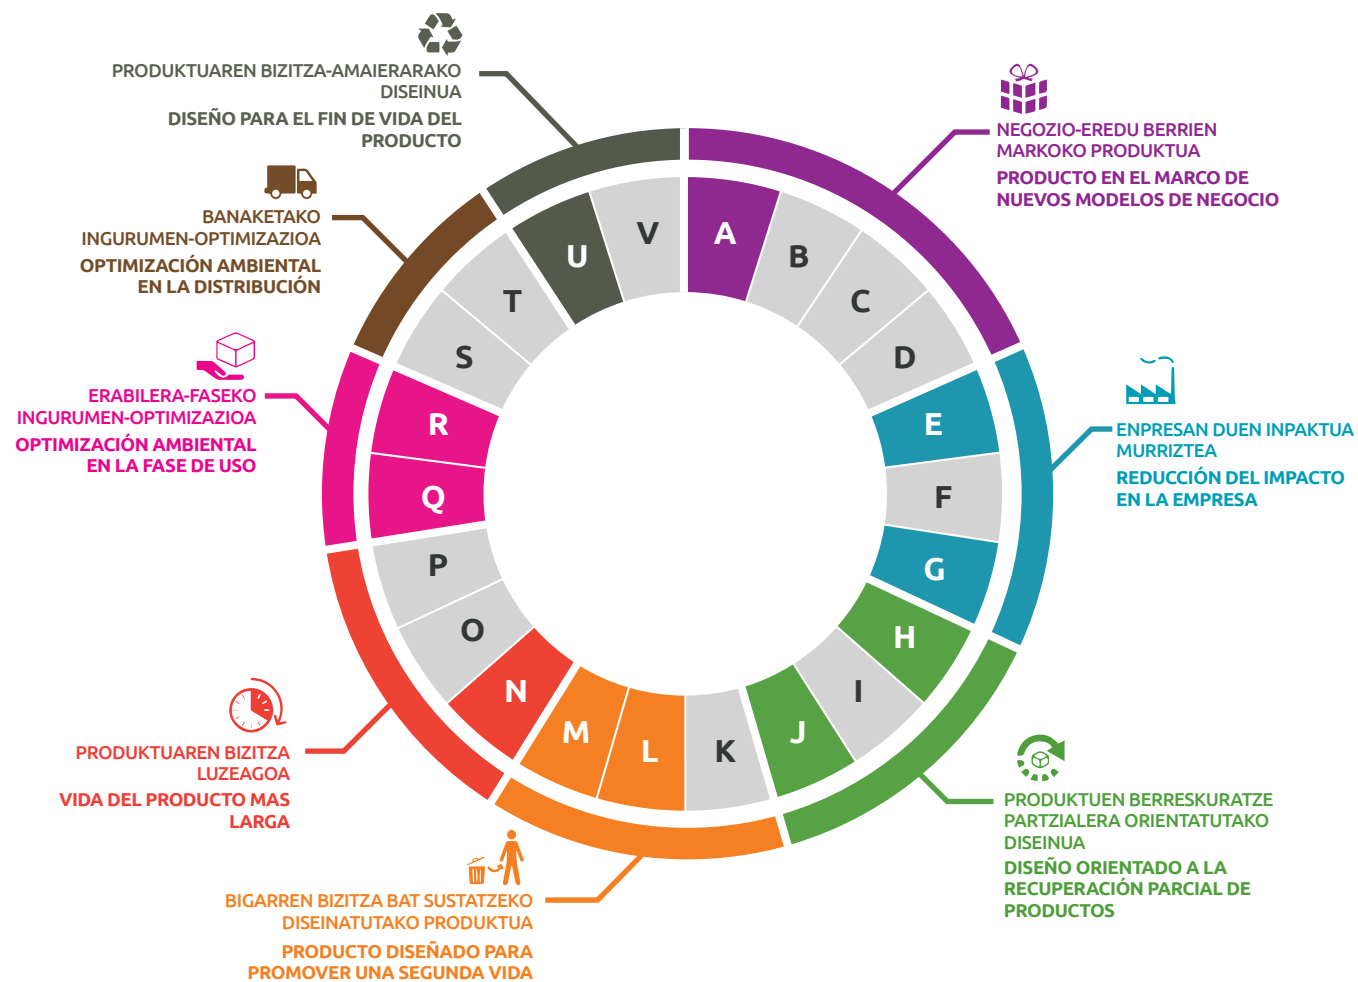 PRODUKTUAREN BIZITZA-AMAIERARAKO
DISEINUA
DISEÑO PARA EL FIN DE VIDA DEL
PRODUCTO
NEGOZIO-EREDU BERRIEN
MARKOKO PRODUKTUA
PRODUCTO EN EL MARCO DE
NUEVOS MODELOS DE NEGOCIO
BANAKETAKO
INGURUMEN-OPTIMIZAZIOA
OPTIMIZACIÓN AMBIENTAL
EN LA DISTRIBUCIÓN
ERABILERA-FASEKO
INGURUMEN-OPTIMIZAZIOA
OPTIMIZACIÓN AMBIENTAL
EN LA FASE DE USO
ENPRESAN DUEN INPAKTUA
MURRIZTEA
REDUCCIÓN DEL IMPACTO
EN LA EMPRESA
PRODUKTUAREN BIZITZA
LUZEAGOA
VIDA DEL PRODUCTO MAS
LARGA
PRODUKTUEN BERRESKURATZE
PARTZIALERA ORIENTATUTAKO
DISEINUA
DISEÑO ORIENTADO A LA
RECUPERACIÓN PARCIAL DE
PRODUCTOS
BIGARREN BIZITZA BAT SUSTATZEKO
DISEINATUTAKO PRODUKTUA
PRODUCTO DISEÑADO PARA
PROMOVER UNA SEGUNDA VIDA
A
B
C
D
E
F
G
H
I
J
K
L
M
N
O
P
Q
R
S
T
U
V